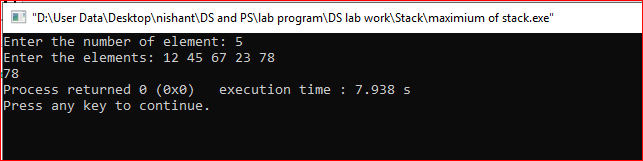 "D:\User Data\Desktop\nishant\DS and PS\lab program\DS lab work\Stack\maximium of stack.exe"
Enter the number of element: 5
Enter the elements: 12 45 67 23 78
78
Process returned 0 (0x0)   execution time : 7.938 s
Press any key to continue.